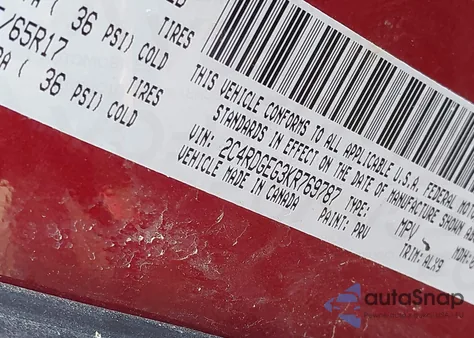 ( 36 PSI) COLD
/65R17 TIRES
( 36 PSI) COLD
TIRES
THIS VEHICLE CONFORMS TO ALL APPLICABLE U.S.A. FEDERAL
STANDARDS IN EFFECT ON THE DATE OF MANUFACTURE SHOWN
VIN: 2C4RDGEG3KR769787 TYPE: MPV
VEHICLE MADE IN CANADA PAINT: PRV TRIM: ALX9
autoSnap